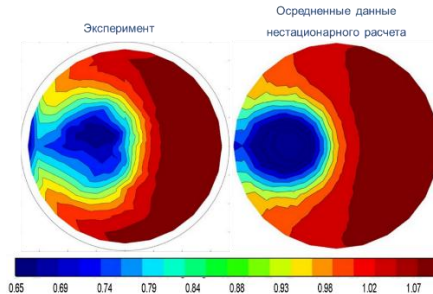 Эксперимент
Осредненные данные
нестационарного расчета
0.65 0.69 0.74 0.79 0.84 0.88 0.93 0.98 1.02 1.07